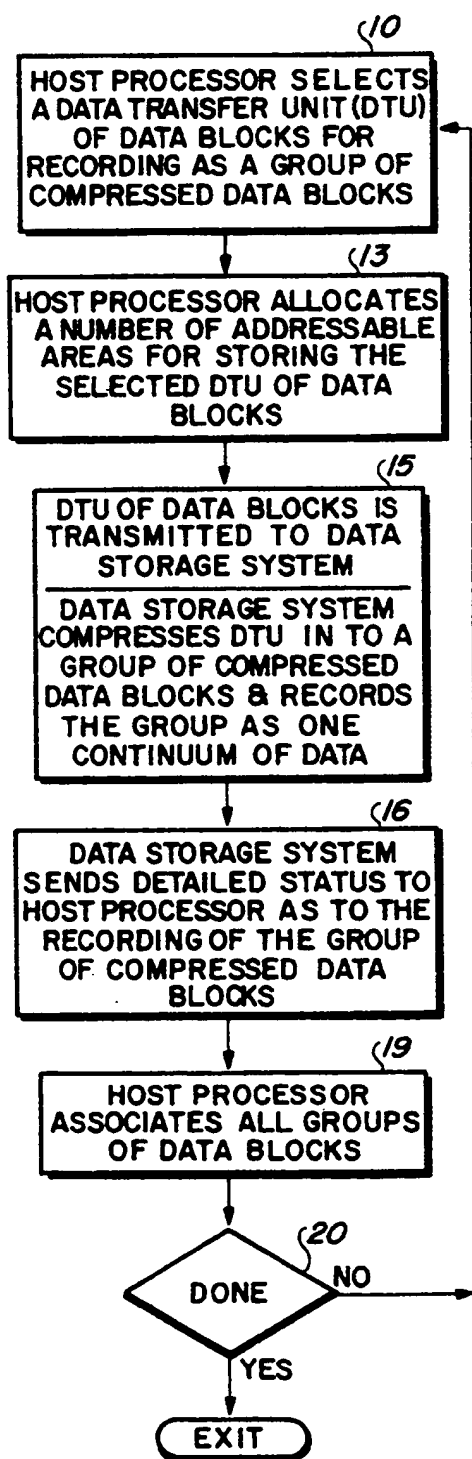 10
HOST PROCESSOR SELECTS
A DATA TRANSFER UNIT (DTU)
OF DATA BLOCKS FOR
RECORDING AS A GROUP OF
COMPRESSED DATA BLOCKS
13
HOST PROCESSOR ALLOCATES
A NUMBER OF ADDRESSABLE
AREAS FOR STORING THE
SELECTED DTU OF DATA
BLOCKS
15
DTU OF DATA BLOCKS IS
TRANSMITTED TO DATA
STORAGE SYSTEM
DATA STORAGE SYSTEM
COMPRESSES DTU IN TO A
GROUP OF COMPRESSED
DATA BLOCKS & RECORDS
THE GROUP AS ONE
CONTINUUM OF DATA
16
DATA STORAGE SYSTEM
SENDS DETAILED STATUS TO
HOST PROCESSOR AS TO THE
RECORDING OF THE GROUP
OF COMPRESSED DATA
BLOCKS
19
HOST PROCESSOR
ASSOCIATES ALL GROUPS
OF DATA BLOCKS
20
DONE
NO
YES
EXIT